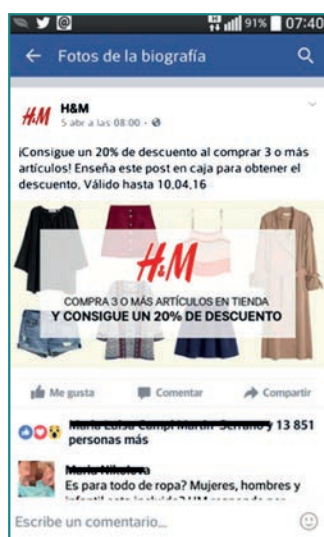 91% 07:40
Fotos de la biografía
H&M H&M
5 abr a las 08:00
¡Consigue un 20% de descuento al comprar 3 o más
artículos! Enseña este post en caja para obtener el
descuento. Válido hasta 10.04.16
H&M
COMPRA 3 O MÁS ARTÍCULOS EN TIENDA
Y CONSIGUE UN 20% DE DESCUENTO
Me gusta Comentar Compartir
y 13 851
personas más
Es para todo de ropa? Mujeres, hombres y
Escribe un comentario...